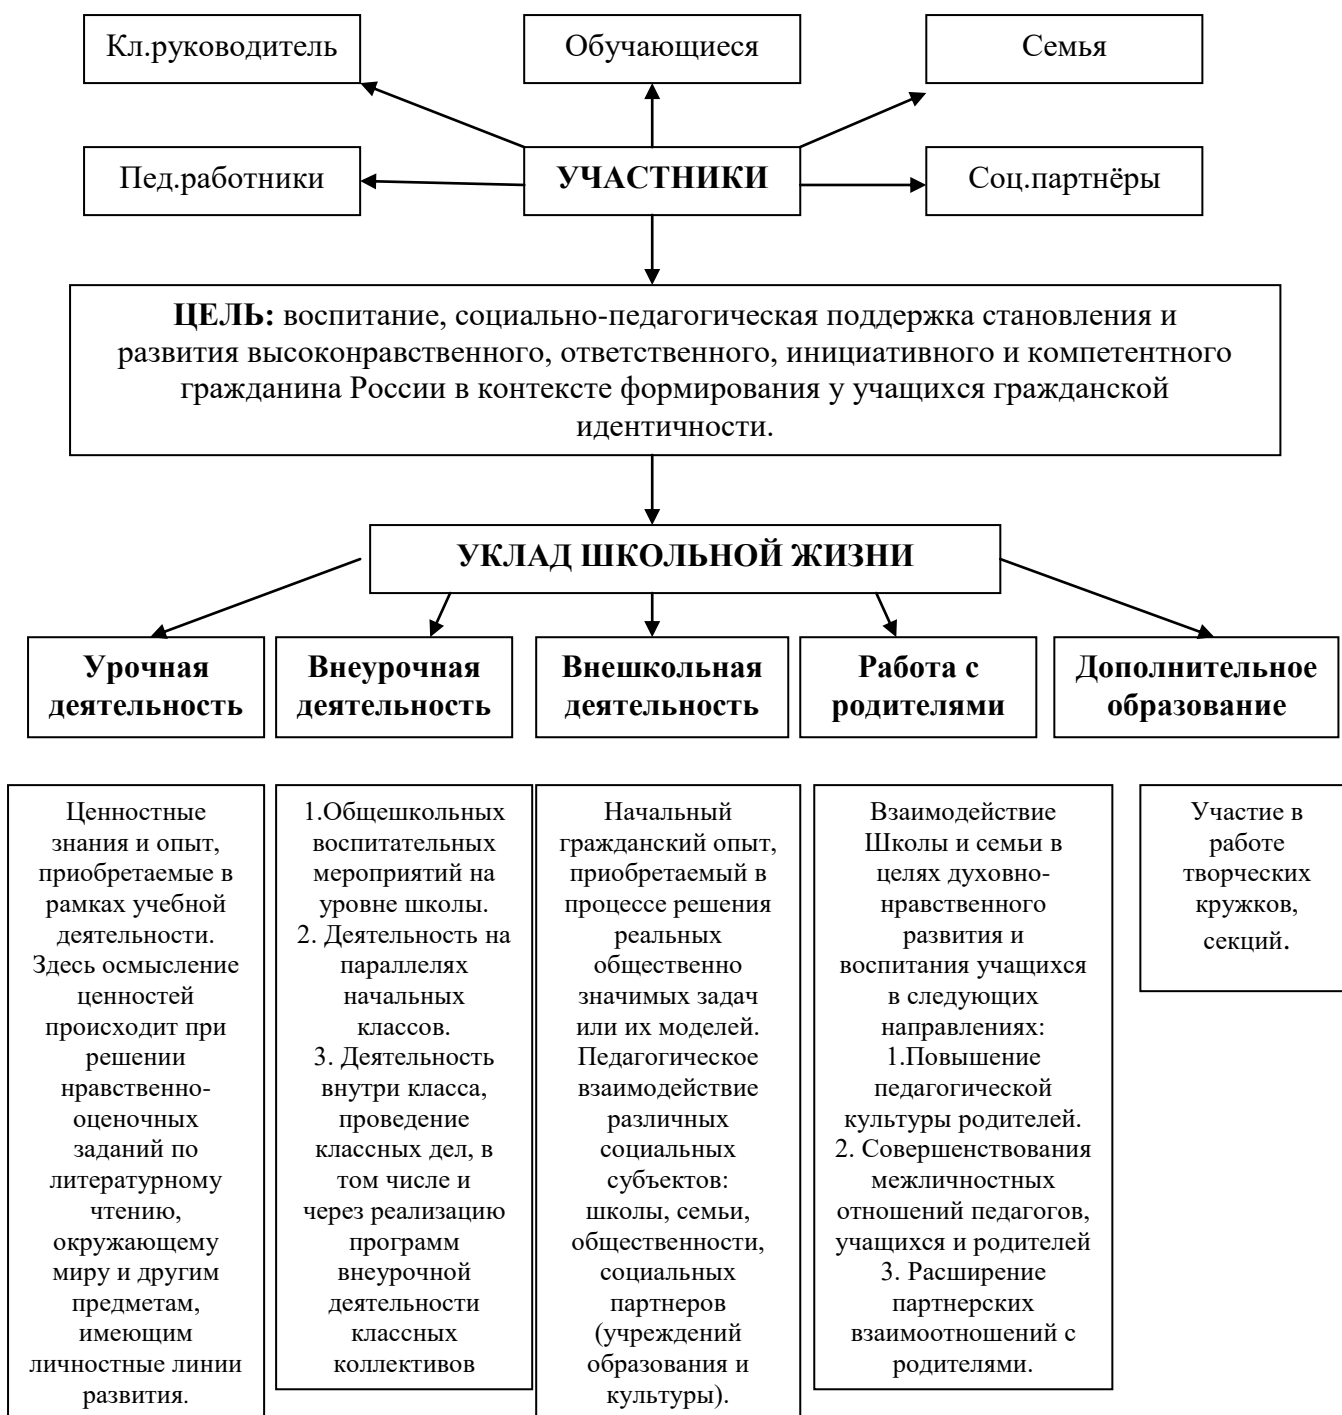 Кл.руководитель
Обучающиеся
Семья
Пед.работники
УЧАСТНИКИ
Соц.партнёры
ЦЕЛЬ: воспитание, социально-педагогическая поддержка становления и
развития высоконравственного, ответственного, инициативного и компетентного
гражданина России в контексте формирования у учащихся гражданской
идентичности.
УКЛАД ШКОЛЬНОЙ ЖИЗНИ
Урочная
деятельность
Внеурочная
деятельность
Внешкольная
деятельность
Работа с
родителями
Дополнительное
образование
Ценностные
знания и опыт,
приобретаемые в
рамках учебной
деятельности.
Здесь осмысление
ценностей
происходит при
решении
нравственно-
оценочных
заданий по
литературному
чтению,
окружающему
миру и другим
предметам,
имеющим
личностные линии
развития.
1.Общешкольных
воспитательных
мероприятий на
уровне школы.
2. Деятельность на
параллелях
начальных
классов.
3. Деятельность
внутри класса,
проведение
классных дел, в
том числе и
через реализацию
программ
внеурочной
деятельности
классных
коллективов
Начальный
гражданский опыт,
приобретаемый в
процессе решения
реальных
общественно
значимых задач
или их моделей.
Педагогическое
взаимодействие
различных
социальных
субъектов:
школы, семьи,
общественности,
социальных
партнеров
(учреждений
образования и
культуры).
Взаимодействие
Школы и семьи в
целях духовно-
нравственного
развития и
воспитания учащихся
в следующих
направлениях:
1.Повышение
педагогической
культуры родителей.
2. Совершенствования
межличностных
отношений педагогов,
учащихся и родителей
3. Расширение
партнерских
взаимоотношений с
родителями.
Участие в
работе
творческих
кружков,
секций.